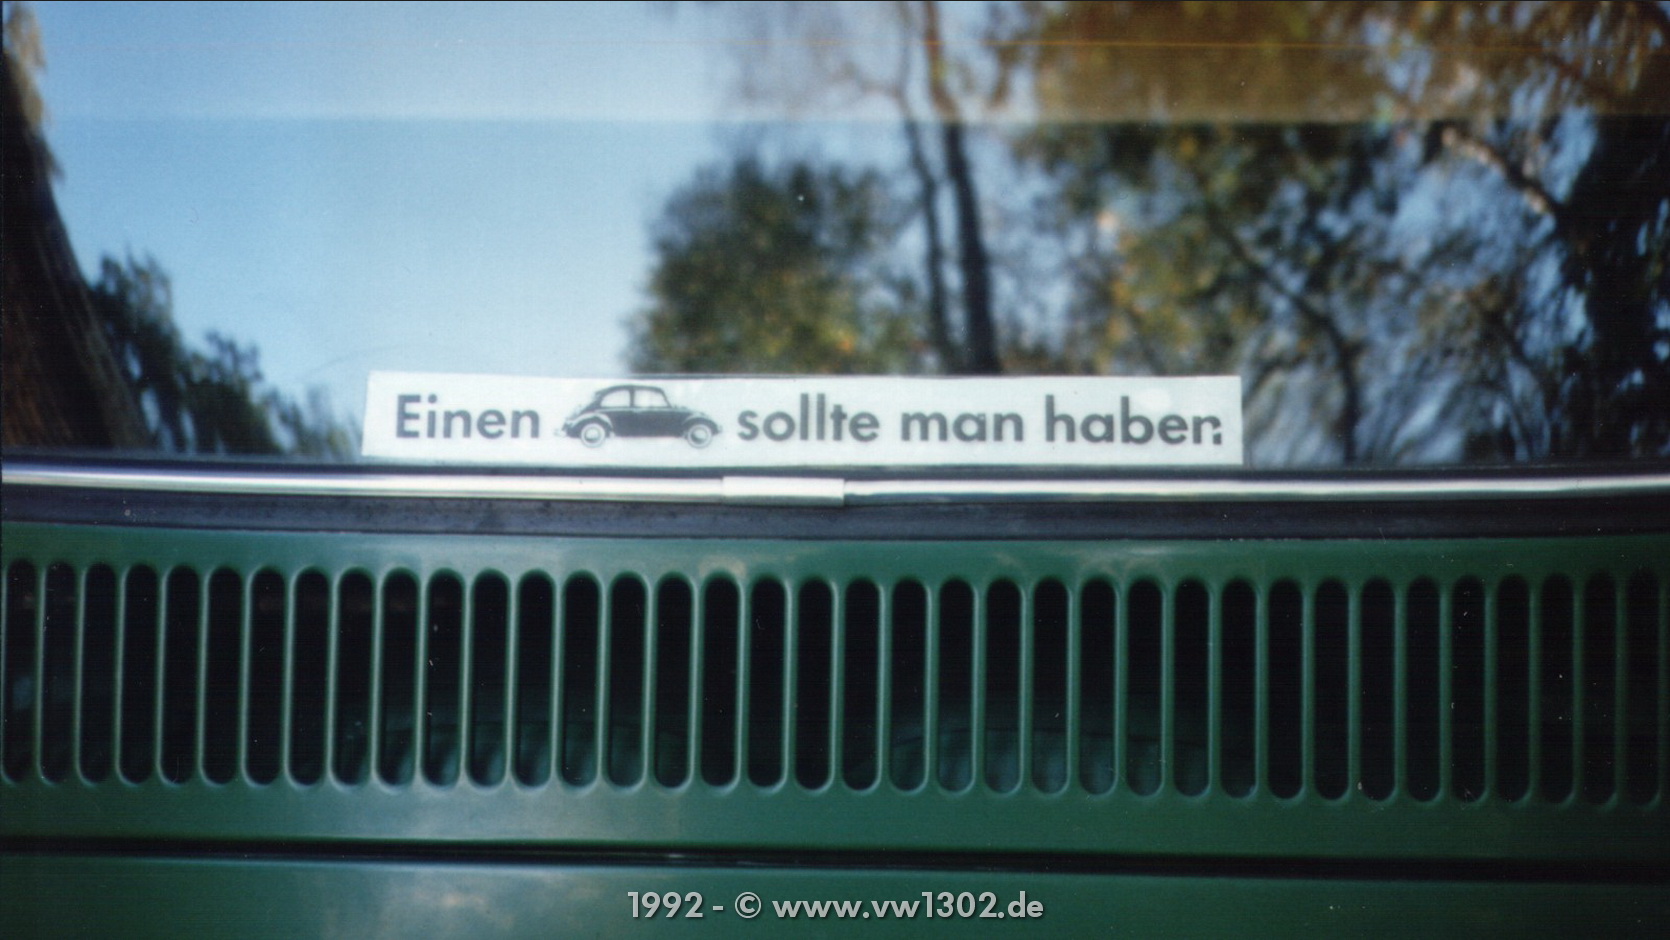 Einen sollte man haben.
1992 - © www.vw1302.de